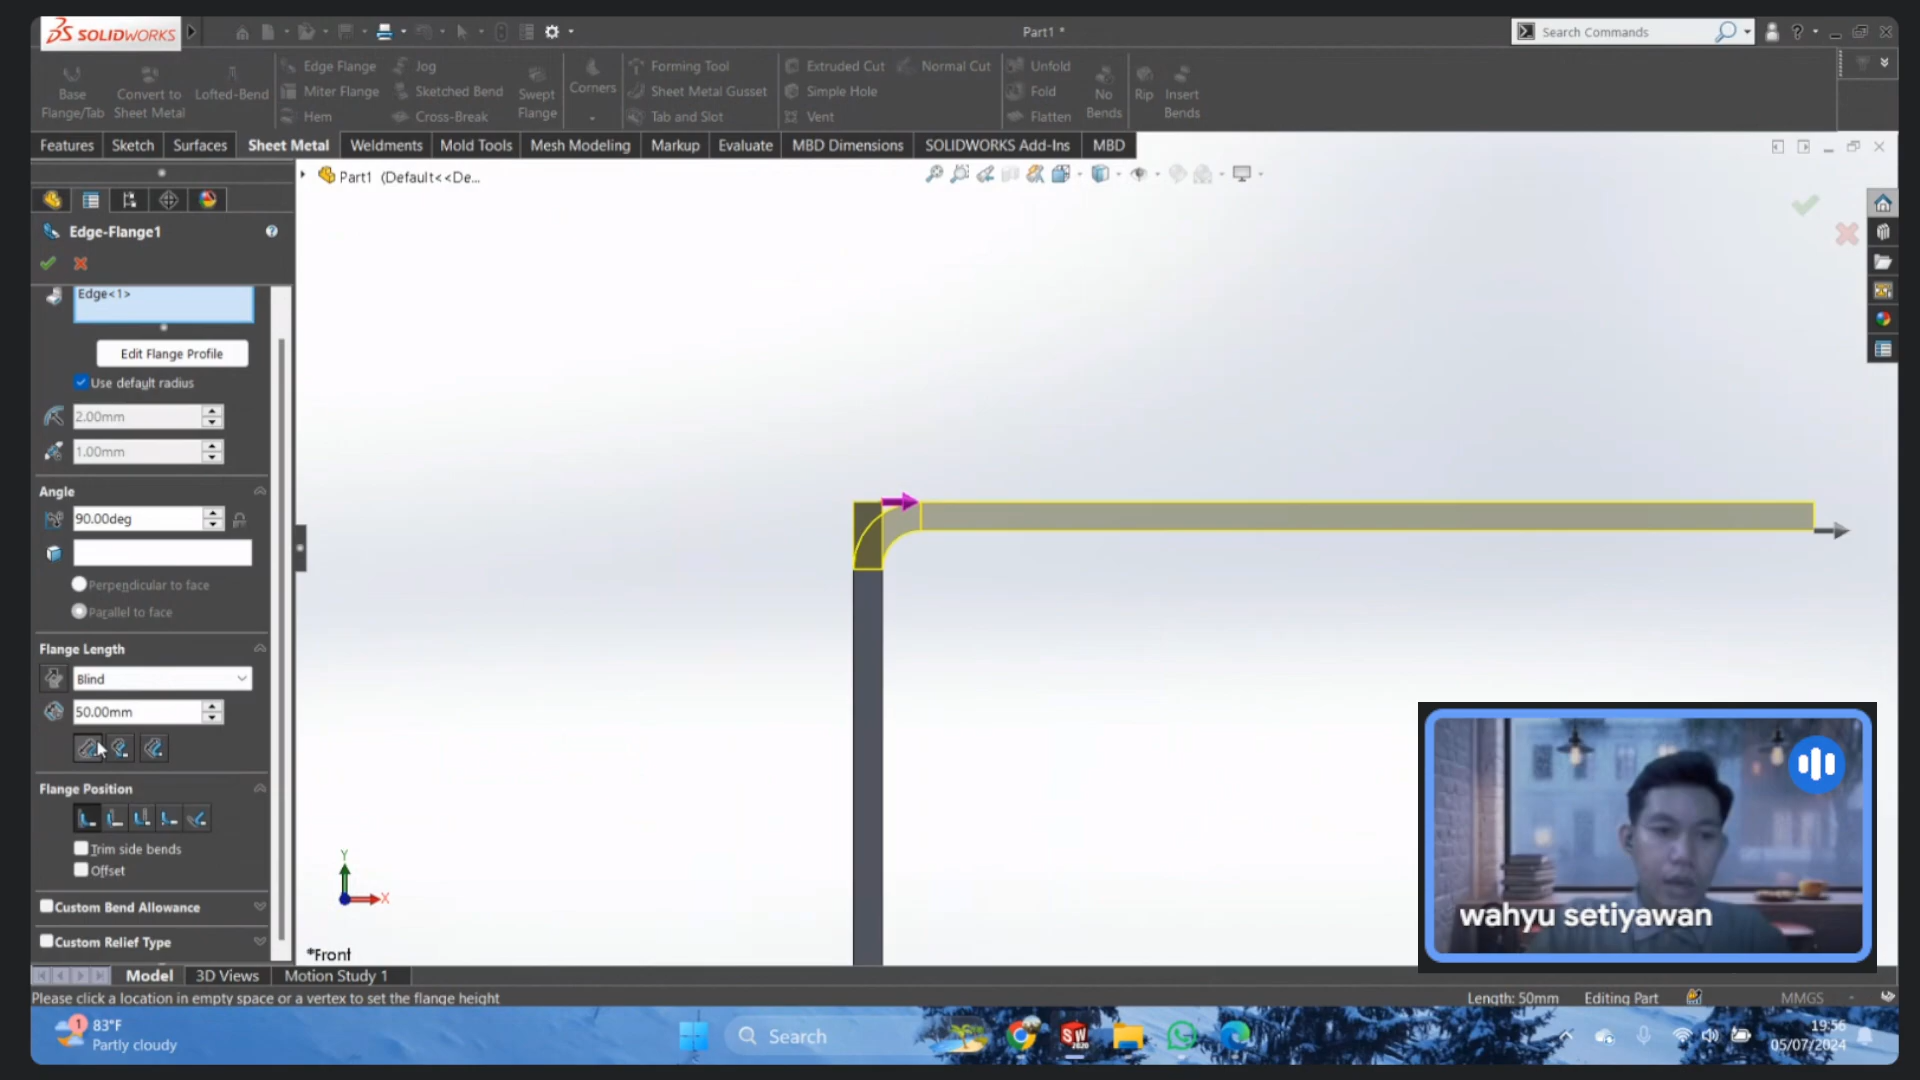 SOLIDWORKS
Part1 *
Search Commands
Base Flange/Tab
Convert to Sheet Metal
Lofted-Bend
Edge Flange
Miter Flange
Hem
Jog
Sketched Bend
Cross-Break
Swept Flange
Corners
Forming Tool
Sheet Metal Gusset
Tab and Slot
Extruded Cut
Simple Hole
Vent
Normal Cut
Unfold
Fold
Flatten
No Bends
Rip
Insert Bends
Features
Sketch
Surfaces
Sheet Metal
Weldments
Mold Tools
Mesh Modeling
Markup
Evaluate
MBD Dimensions
SOLIDWORKS Add-Ins
MBD
Part1 (Default<<De...
Edge-Flange1
Edge<1>
Edit Flange Profile
Use default radius
2.00mm
1.00mm
Angle
90.00deg
Perpendicular to face
Parallel to face
Flange Length
Blind
50.00mm
Flange Position
Trim side bends
Offset
Custom Bend Allowance
Custom Relief Type
Y
X
*Front
wahyu setiyawan
Model
3D Views
Motion Study 1
Please click a location in empty space or a vertex to set the flange height
Length: 50mm
Editing Part
MMGS
1
83°F
Partly cloudy
Search
SW
2020
19:56
05/07/2024